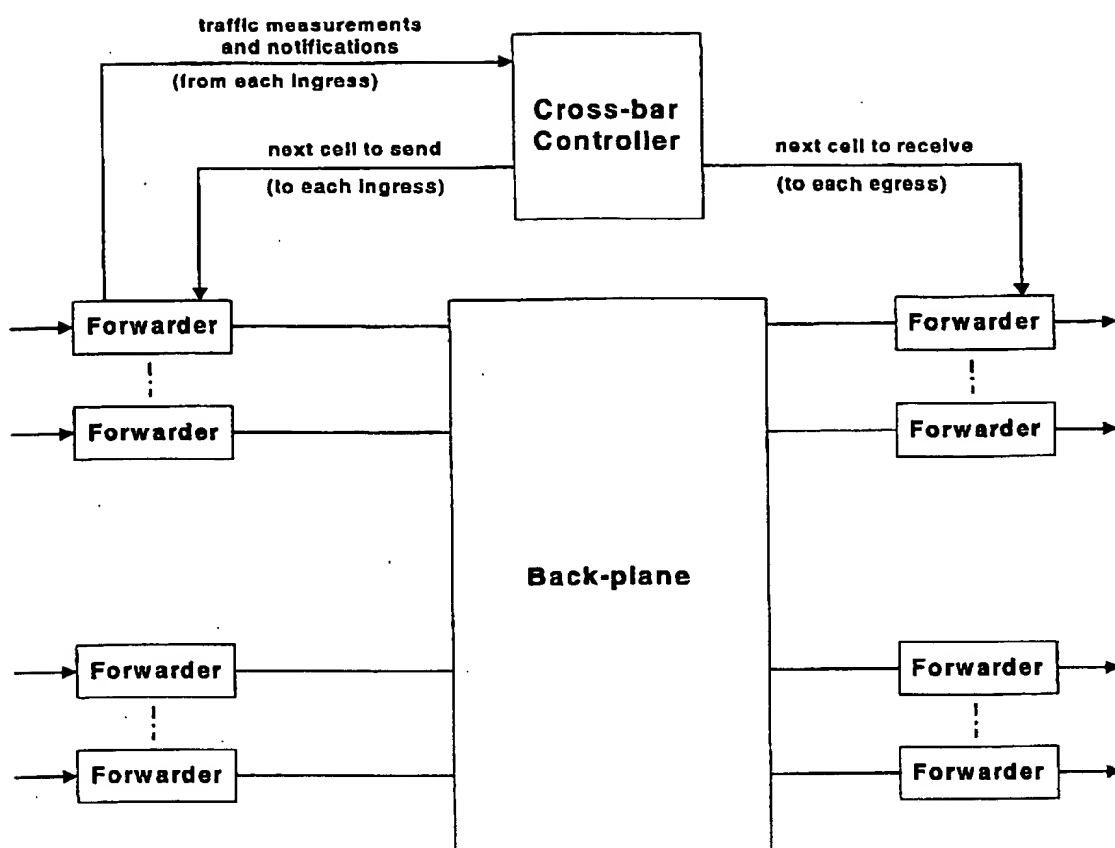 traffic measurements
and notifications
(from each ingress)
Cross-bar
Controller
next cell to send
(to each ingress)
next cell to receive
(to each egress)
Forwarder
Forwarder
Forwarder
Forwarder
Back-plane
Forwarder
Forwarder
Forwarder
Forwarder